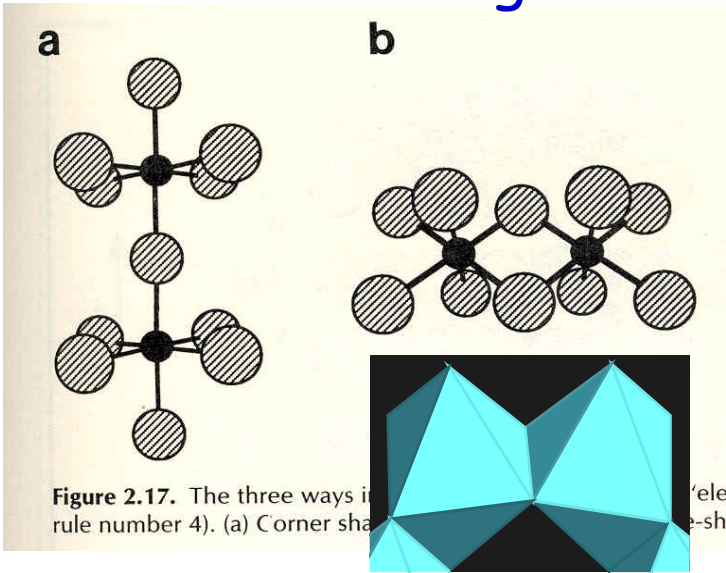 g
a b
Figure 2.17. The three ways i 'ele
rule number 4). (a) Corner sha e-sh